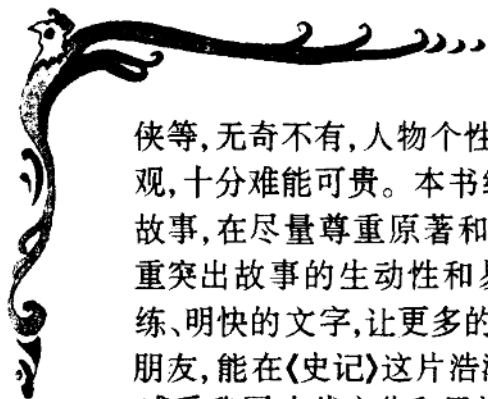 侠等,无奇不有,人物个性
观,十分难能可贵。本书
故事,在尽量尊重原著和
重突出故事的生动性和
练、明快的文字,让更多的
朋友,能在《史记》这片浩